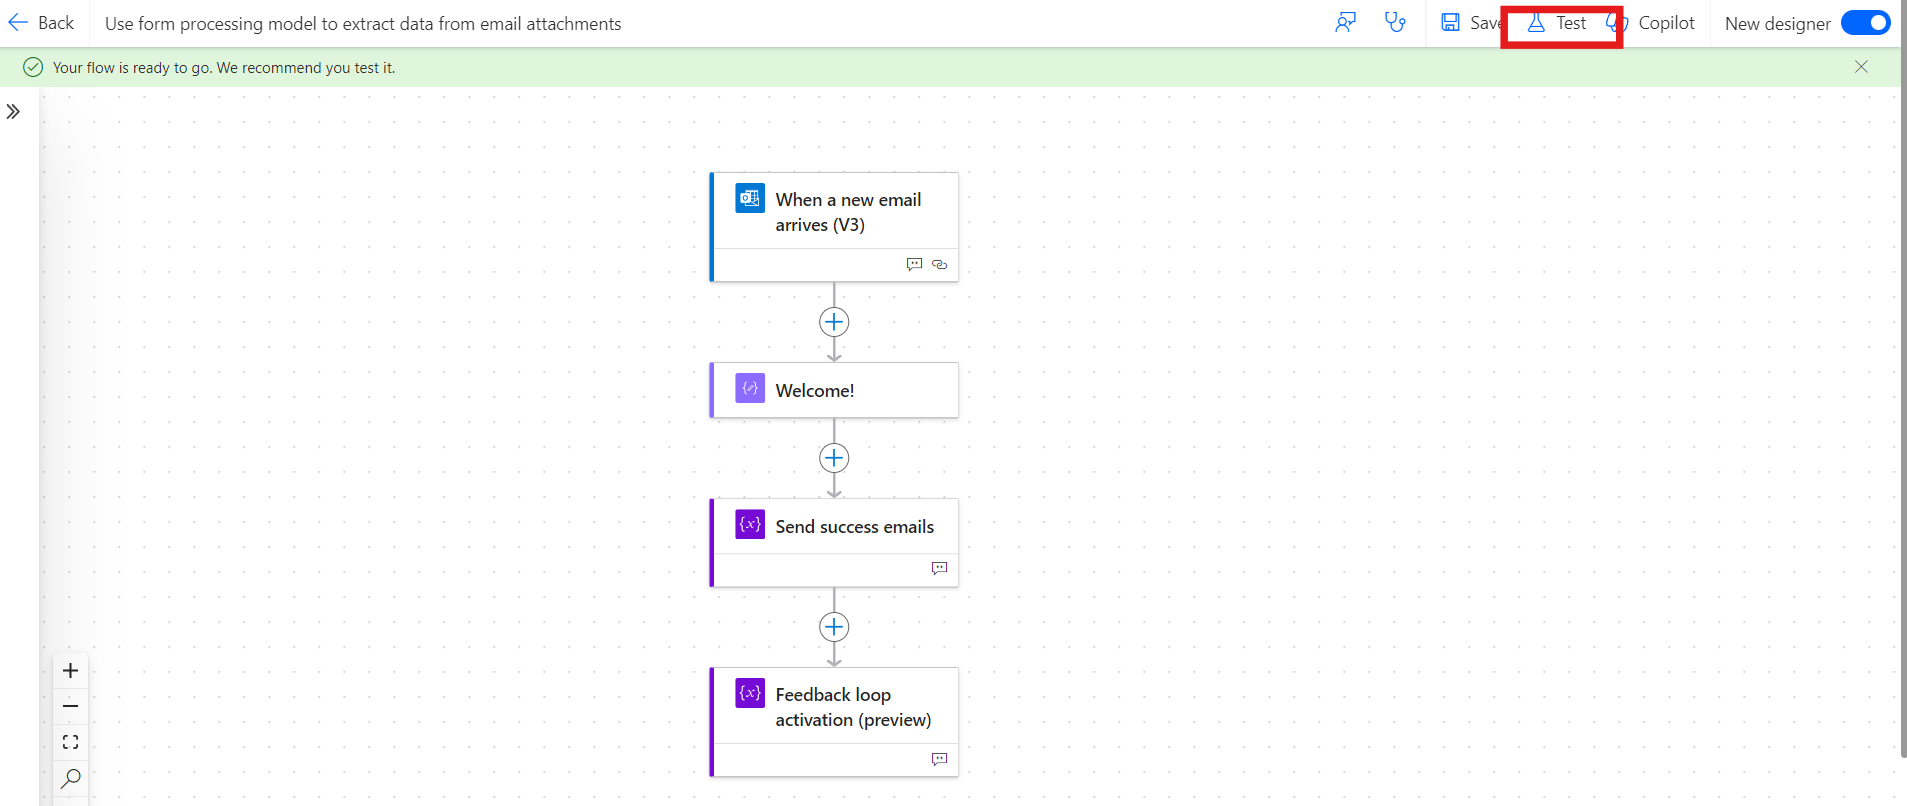 Back
Use form processing model to extract data from email attachments
Save
Test
Copilot
New designer
Your flow is ready to go. We recommend you test it.
When a new email
arrives (V3)
Welcome!
Send success emails
Feedback loop
activation (preview)